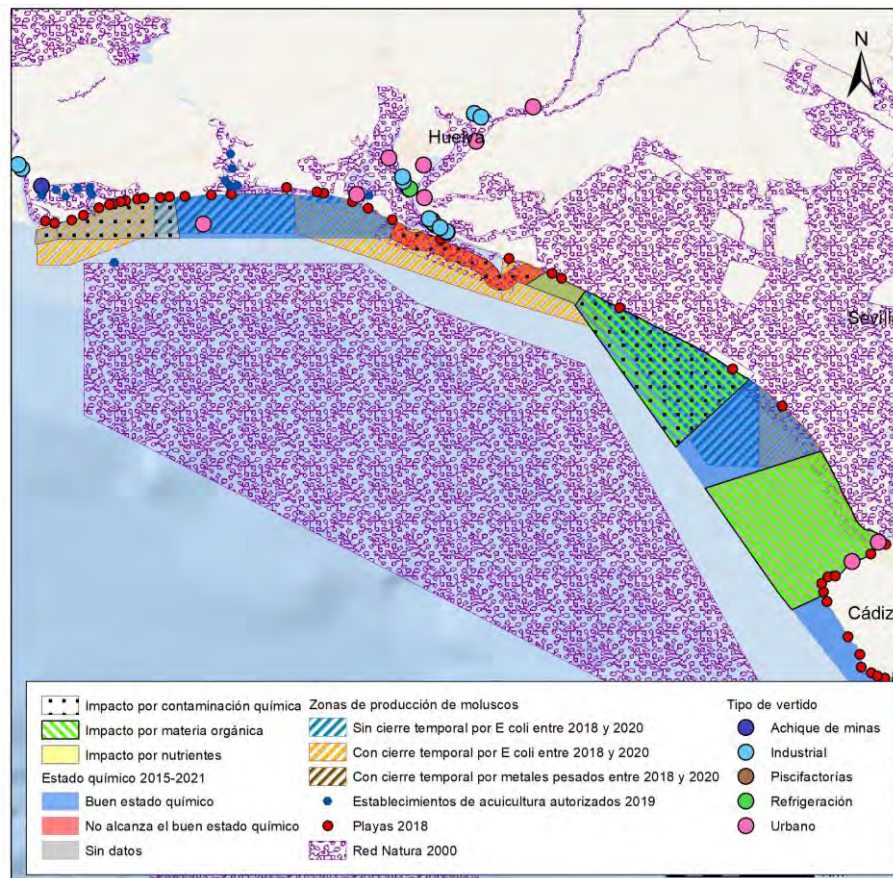 N
Huelva
Sevill
Cádiz
Impacto por contaminación química
Impacto por materia orgánica
Impacto por nutrientes
Estado químico 2015-2021
Buen estado químico
No alcanza el buen estado químico
Sin datos
Zonas de producción de moluscos
Sin cierre temporal por E coli entre 2018 y 2020
Con cierre temporal por E coli entre 2018 y 2020
Con cierre temporal por metales pesados entre 2018 y 2020
Establecimientos de acuicultura autorizados 2019
Playas 2018
Red Natura 2000
Tipo de vertido
Achique de minas
Industrial
Piscifactorías
Refrigeración
Urbano